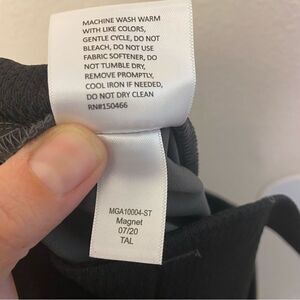 MACHINE WASH WARM
WITH LIKE COLORS,
GENTLE CYCLE, DO NOT
BLEACH, DO NOT USE
FABRIC SOFTENER, DO
NOT TUMBLE DRY,
REMOVE PROMPTLY,
COOL IRON IF NEEDED,
DO NOT DRY CLEAN
RN#150466
MGA10004-ST
Magnet
07/20
TAL